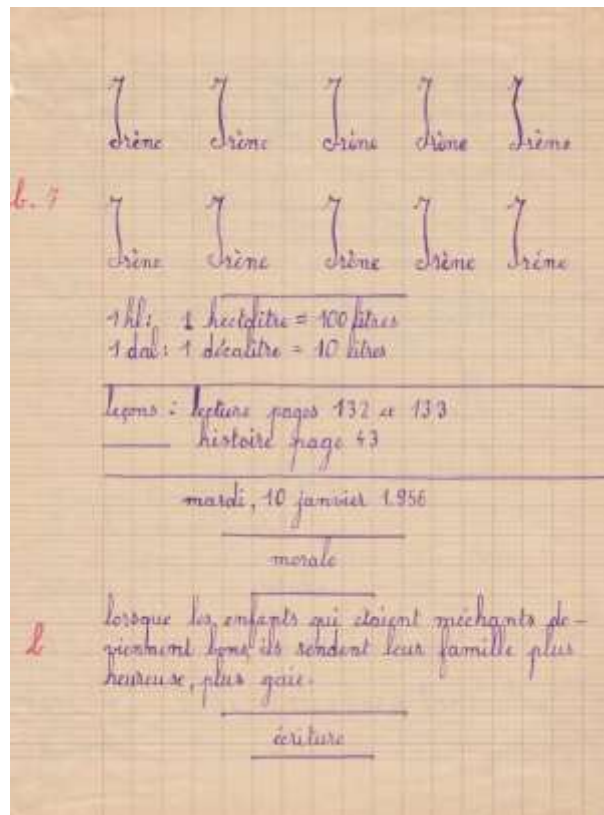 Irène Irène Irène Irène Irène
b. 7
Irène Irène Irène Irène Irène
1 hl : 1 hectolitre = 100 litres
1 dal : 1 décalitre = 10 litres
leçons : lecture pages 132 et 133
histoire page 43
mardi, 10 janvier 1.956
morale
lorsque les enfants qui étaient méchants de-
viennent bons, ils rendent leur famille plus
heureuse, plus gaie.
écriture